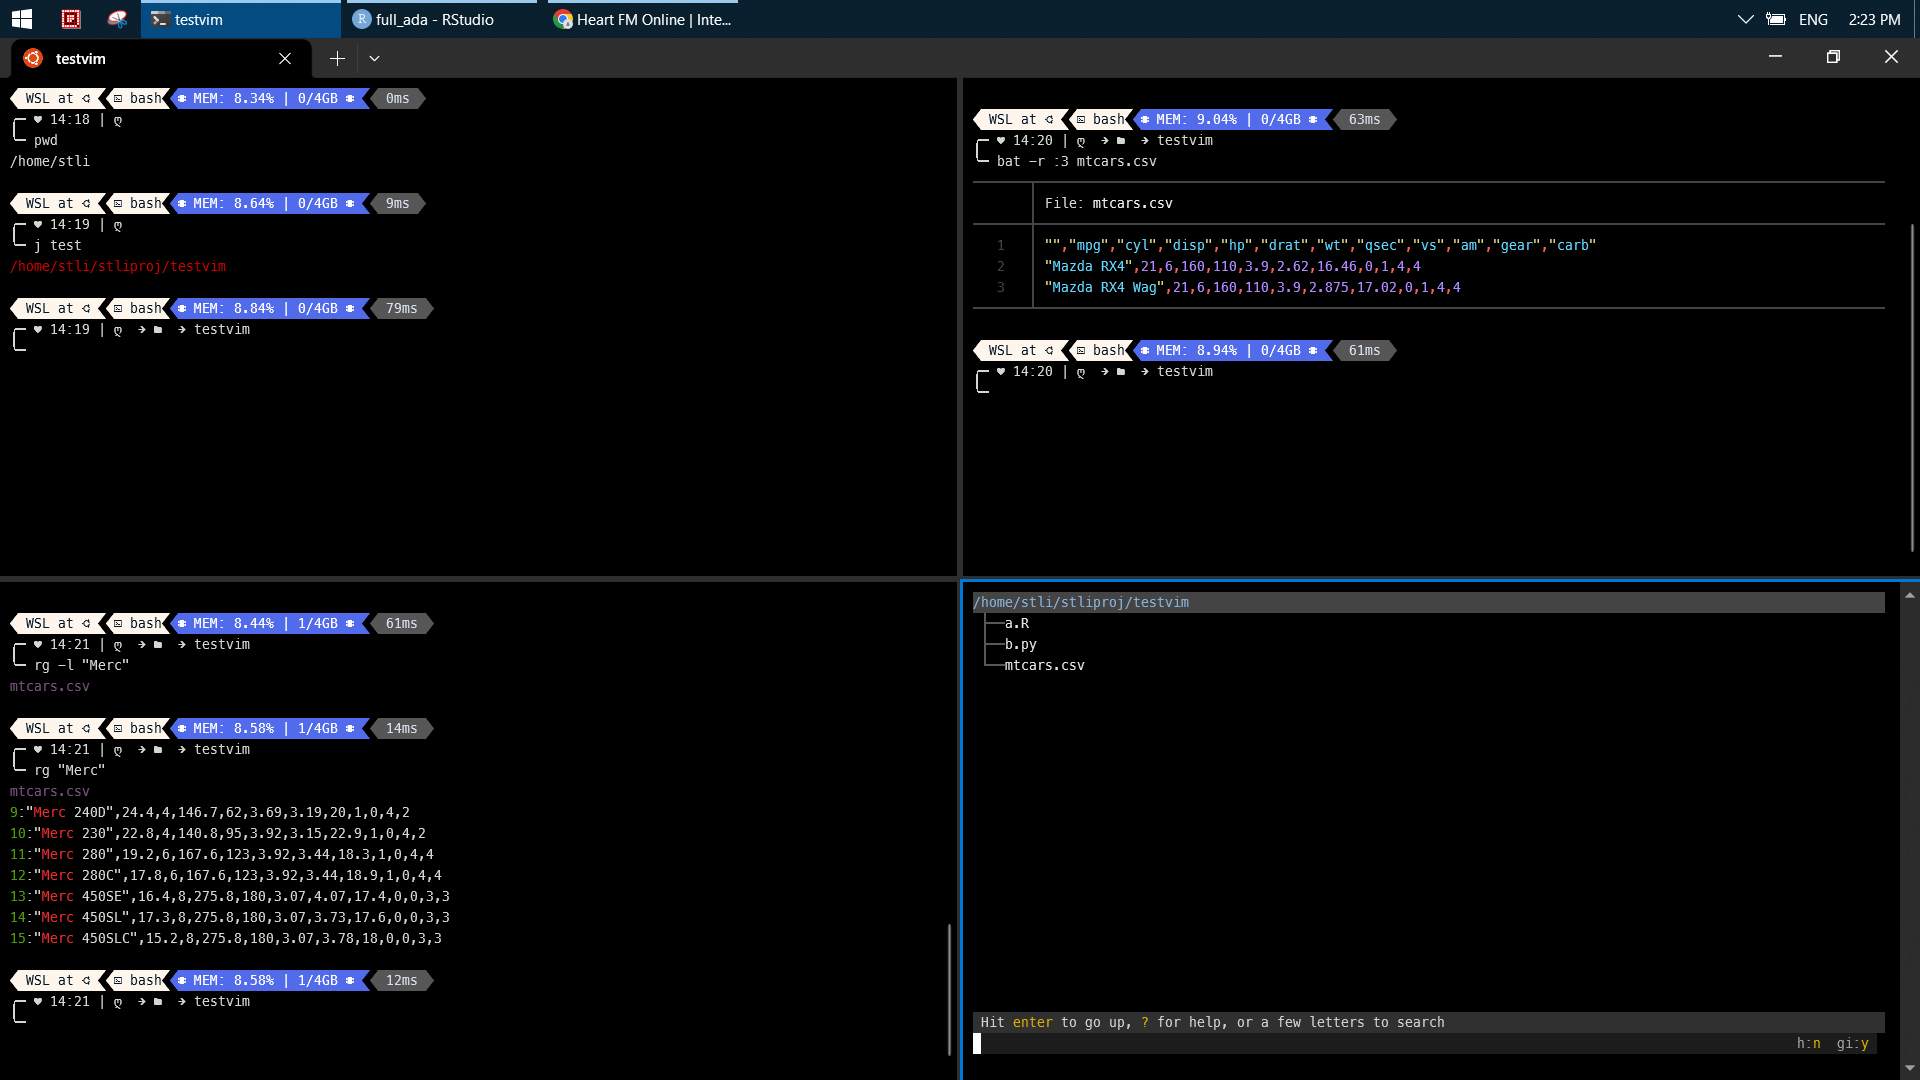 testvim
full_ada - RStudio
Heart FM Online | Inte...
ENG
2:23 PM
testvim
WSL at bash MEM: 8.34% | 0/4GB 0ms
♥ 14:18 | ღ
pwd
/home/stli
WSL at bash MEM: 8.64% | 0/4GB 9ms
♥ 14:19 | ღ
j test
/home/stli/stliproj/testvim
WSL at bash MEM: 8.84% | 0/4GB 79ms
♥ 14:19 | ღ → → testvim
WSL at bash MEM: 9.04% | 0/4GB 63ms
♥ 14:20 | ღ → → testvim
bat -r :3 mtcars.csv
File: mtcars.csv
1 "","mpg","cyl","disp","hp","drat","wt","qsec","vs","am","gear","carb"
2 "Mazda RX4",21,6,160,110,3.9,2.62,16.46,0,1,4,4
3 "Mazda RX4 Wag",21,6,160,110,3.9,2.875,17.02,0,1,4,4
WSL at bash MEM: 8.94% | 0/4GB 61ms
♥ 14:20 | ღ → → testvim
WSL at bash MEM: 8.44% | 1/4GB 61ms
♥ 14:21 | ღ → → testvim
rg -l "Merc"
mtcars.csv
WSL at bash MEM: 8.58% | 1/4GB 14ms
♥ 14:21 | ღ → → testvim
rg "Merc"
mtcars.csv
9:"Merc 240D",24.4,4,146.7,62,3.69,3.19,20,1,0,4,2
10:"Merc 230",22.8,4,140.8,95,3.92,3.15,22.9,1,0,4,2
11:"Merc 280",19.2,6,167.6,123,3.92,3.44,18.3,1,0,4,4
12:"Merc 280C",17.8,6,167.6,123,3.92,3.44,18.9,1,0,4,4
13:"Merc 450SE",16.4,8,275.8,180,3.07,4.07,17.4,0,0,3,3
14:"Merc 450SL",17.3,8,275.8,180,3.07,3.73,17.6,0,0,3,3
15:"Merc 450SLC",15.2,8,275.8,180,3.07,3.78,18,0,0,3,3
WSL at bash MEM: 8.58% | 1/4GB 12ms
♥ 14:21 | ღ → → testvim
/home/stli/stliproj/testvim
a.R
b.py
mtcars.csv
Hit enter to go up, ? for help, or a few letters to search
h:n gi:y